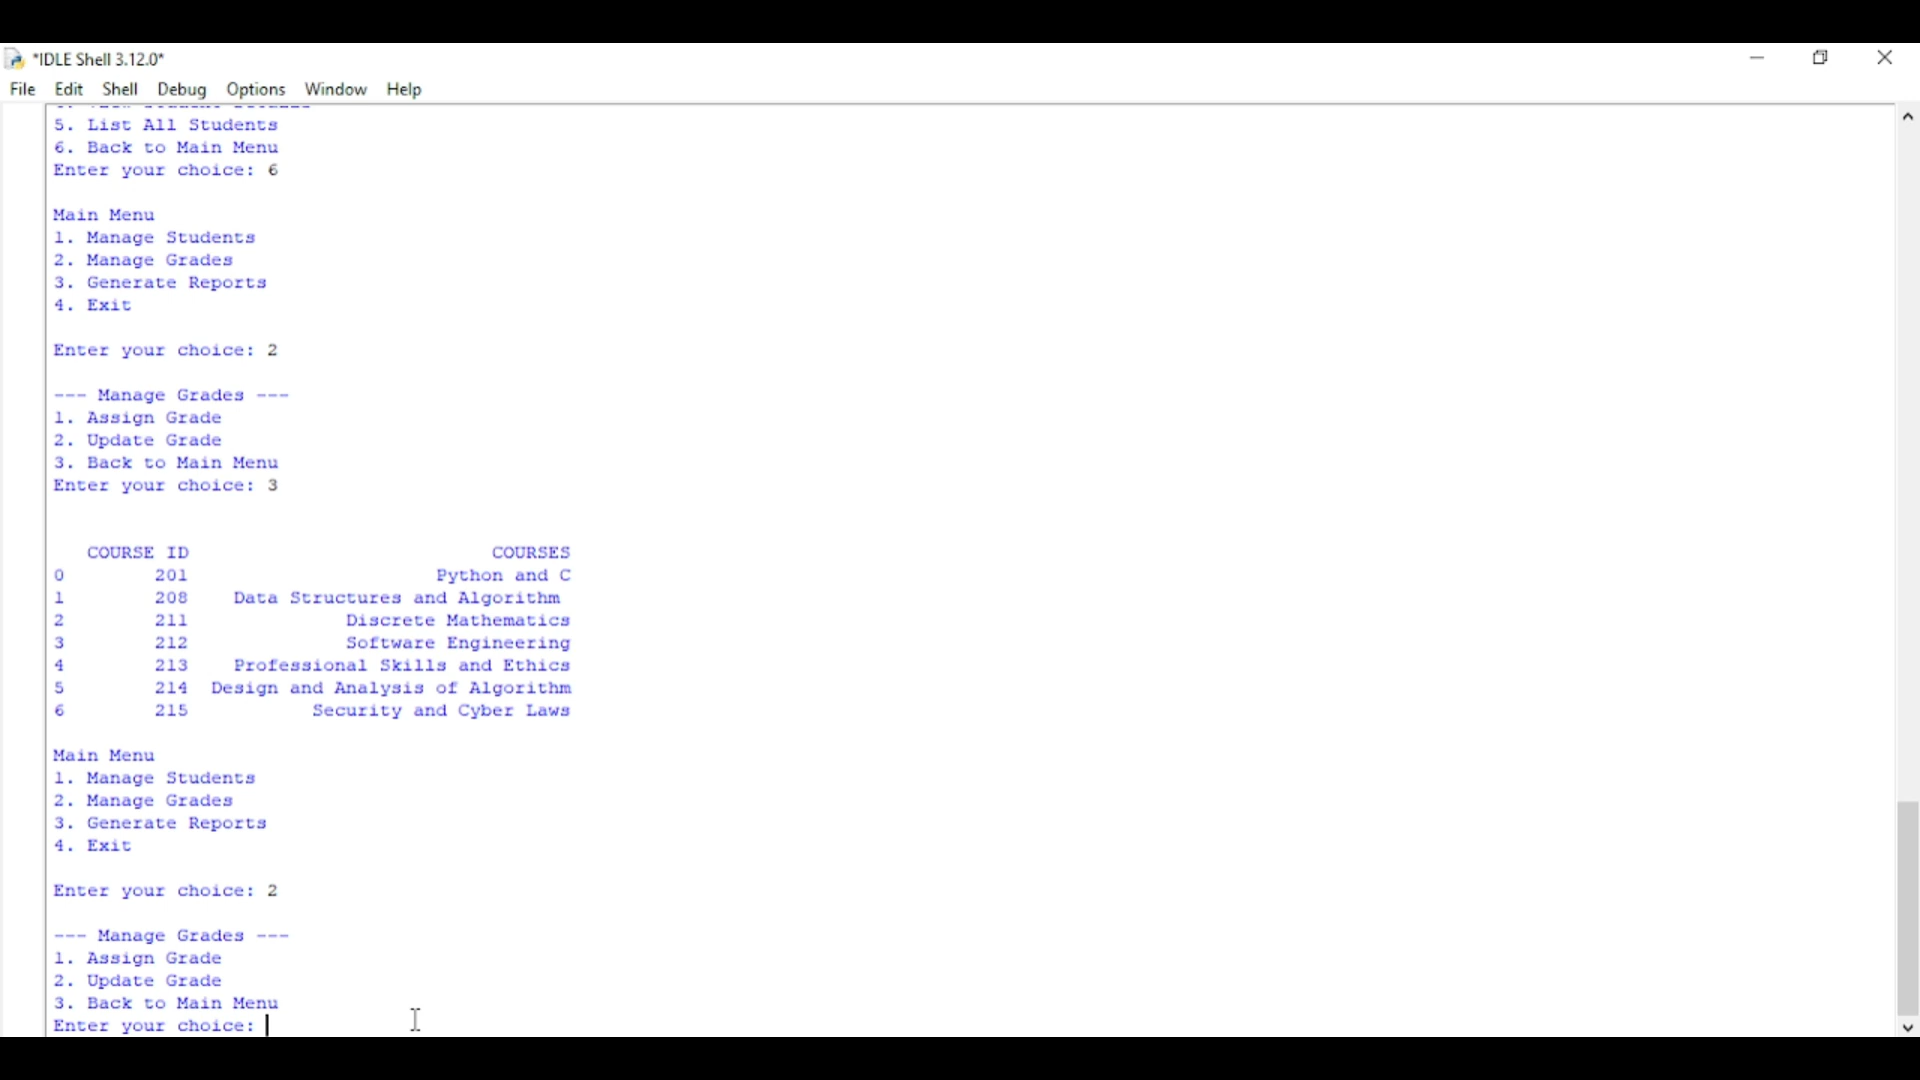 *IDLE Shell 3.12.0*
File Edit Shell Debug Options Window Help
5. List All Students
6. Back to Main Menu
Enter your choice: 6
Main Menu
1. Manage Students
2. Manage Grades
3. Generate Reports
4. Exit
Enter your choice: 2
--- Manage Grades ---
1. Assign Grade
2. Update Grade
3. Back to Main Menu
Enter your choice: 3
COURSE ID COURSES
0 201 Python and C
1 208 Data Structures and Algorithm
2 211 Discrete Mathematics
3 212 Software Engineering
4 213 Professional Skills and Ethics
5 214 Design and Analysis of Algorithm
6 215 Security and Cyber Laws
Main Menu
1. Manage Students
2. Manage Grades
3. Generate Reports
4. Exit
Enter your choice: 2
--- Manage Grades ---
1. Assign Grade
2. Update Grade
3. Back to Main Menu
Enter your choice: